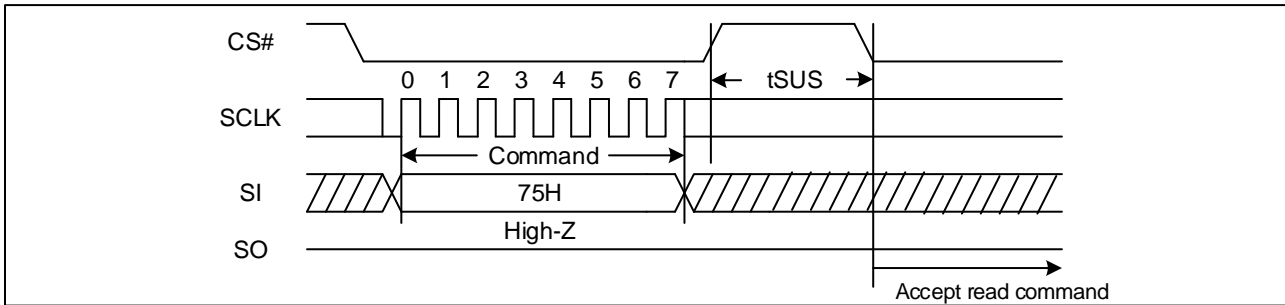 CS#
tSUS
0 1 2 3 4 5 6 7
SCLK
Command
SI
75H
High-Z
SO
Accept read command